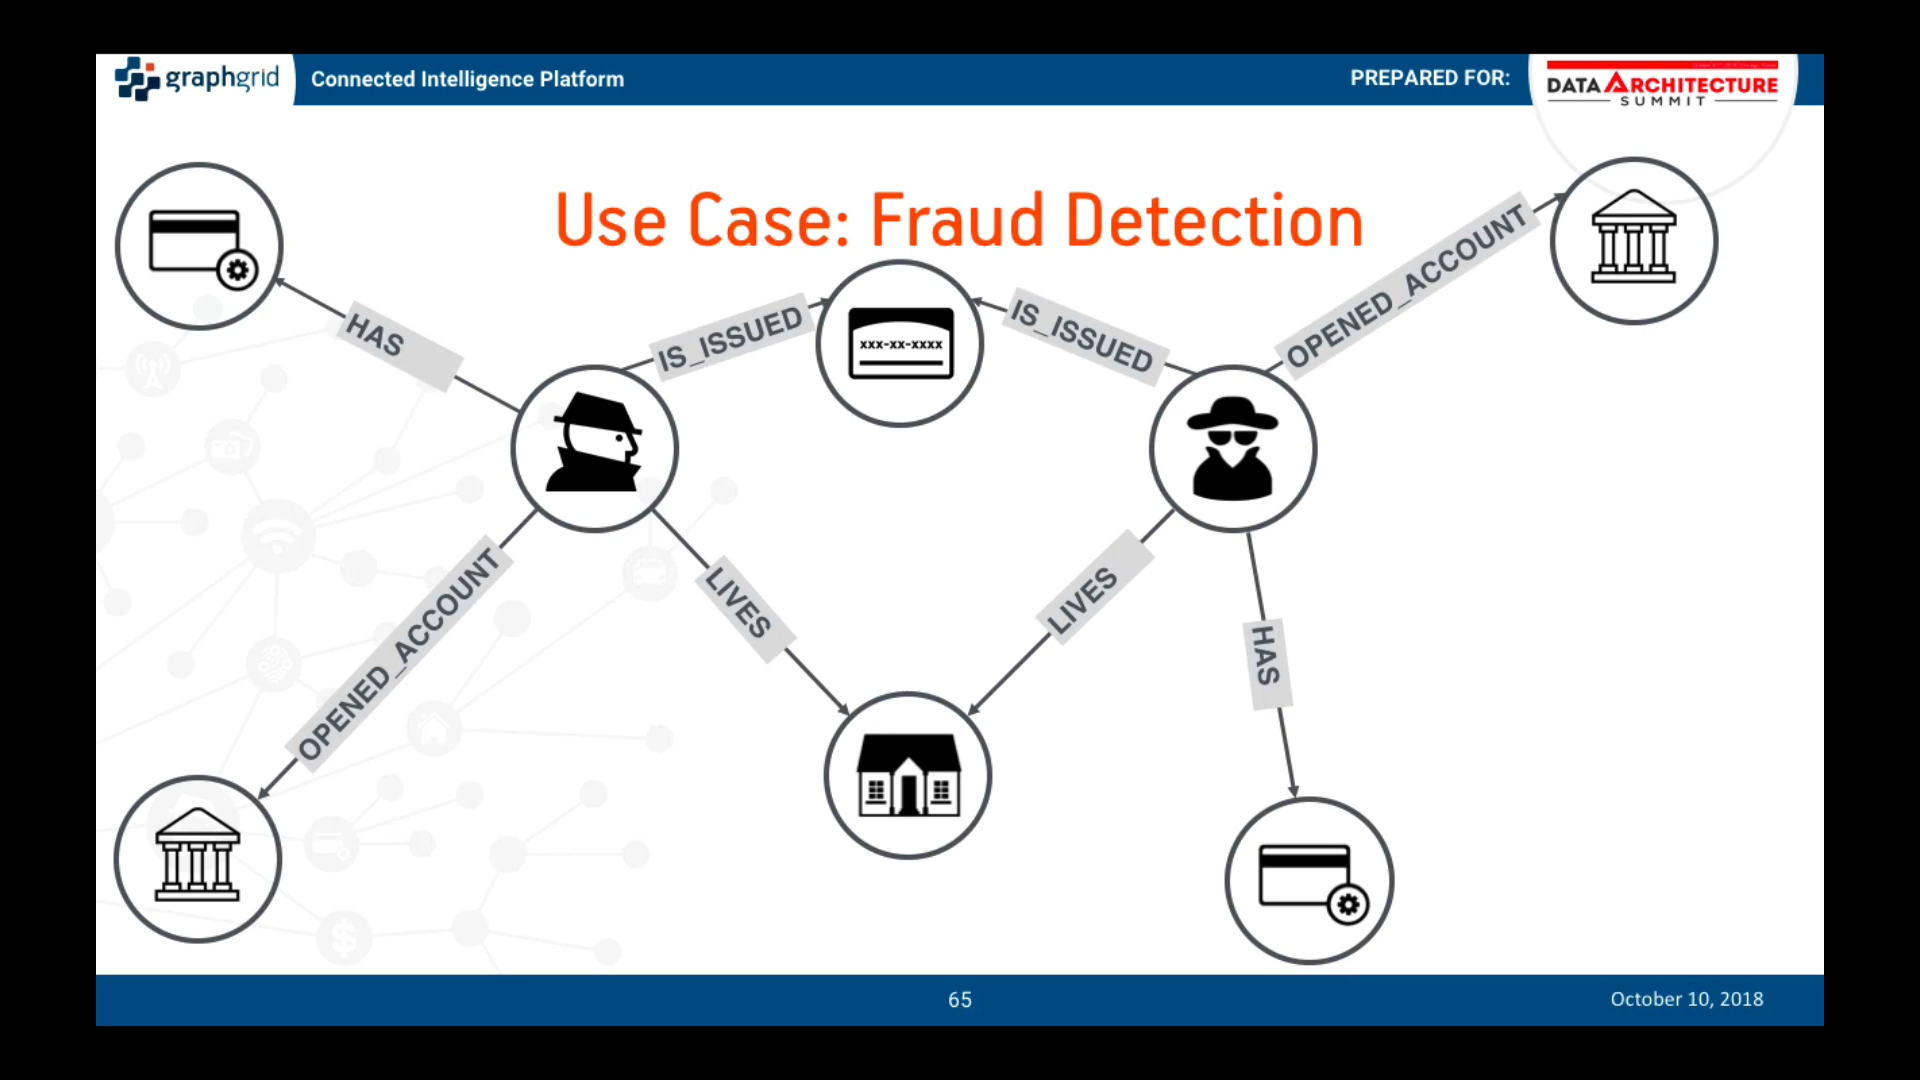 graphgrid
Connected Intelligence Platform
PREPARED FOR:
DATA ARCHITECTURE
SUMMIT
Use Case: Fraud Detection
HAS
IS_ISSUED
xxx-xx-xxxx
IS_ISSUED
OPENED_ACCOUNT
OPENED_ACCOUNT
LIVES
LIVES
HAS
65
October 10, 2018